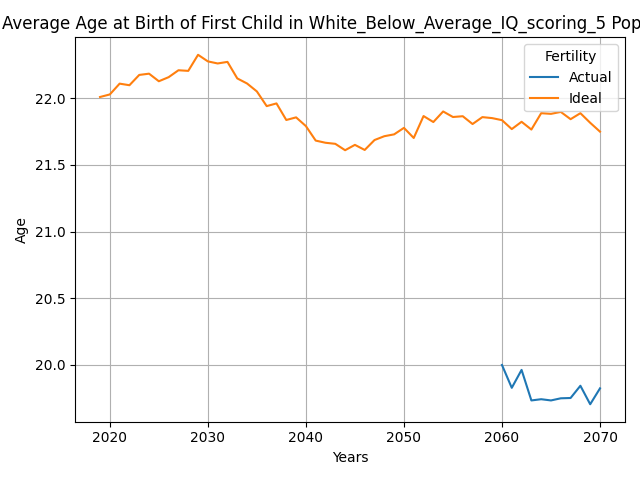 Average Age at Birth of First Child in White_Below_Average_IQ_scoring_5 Pop
Fertility
Actual
Ideal
22.0
21.5
21.0
20.5
20.0
Age
2020 2030 2040 2050 2060 2070
Years